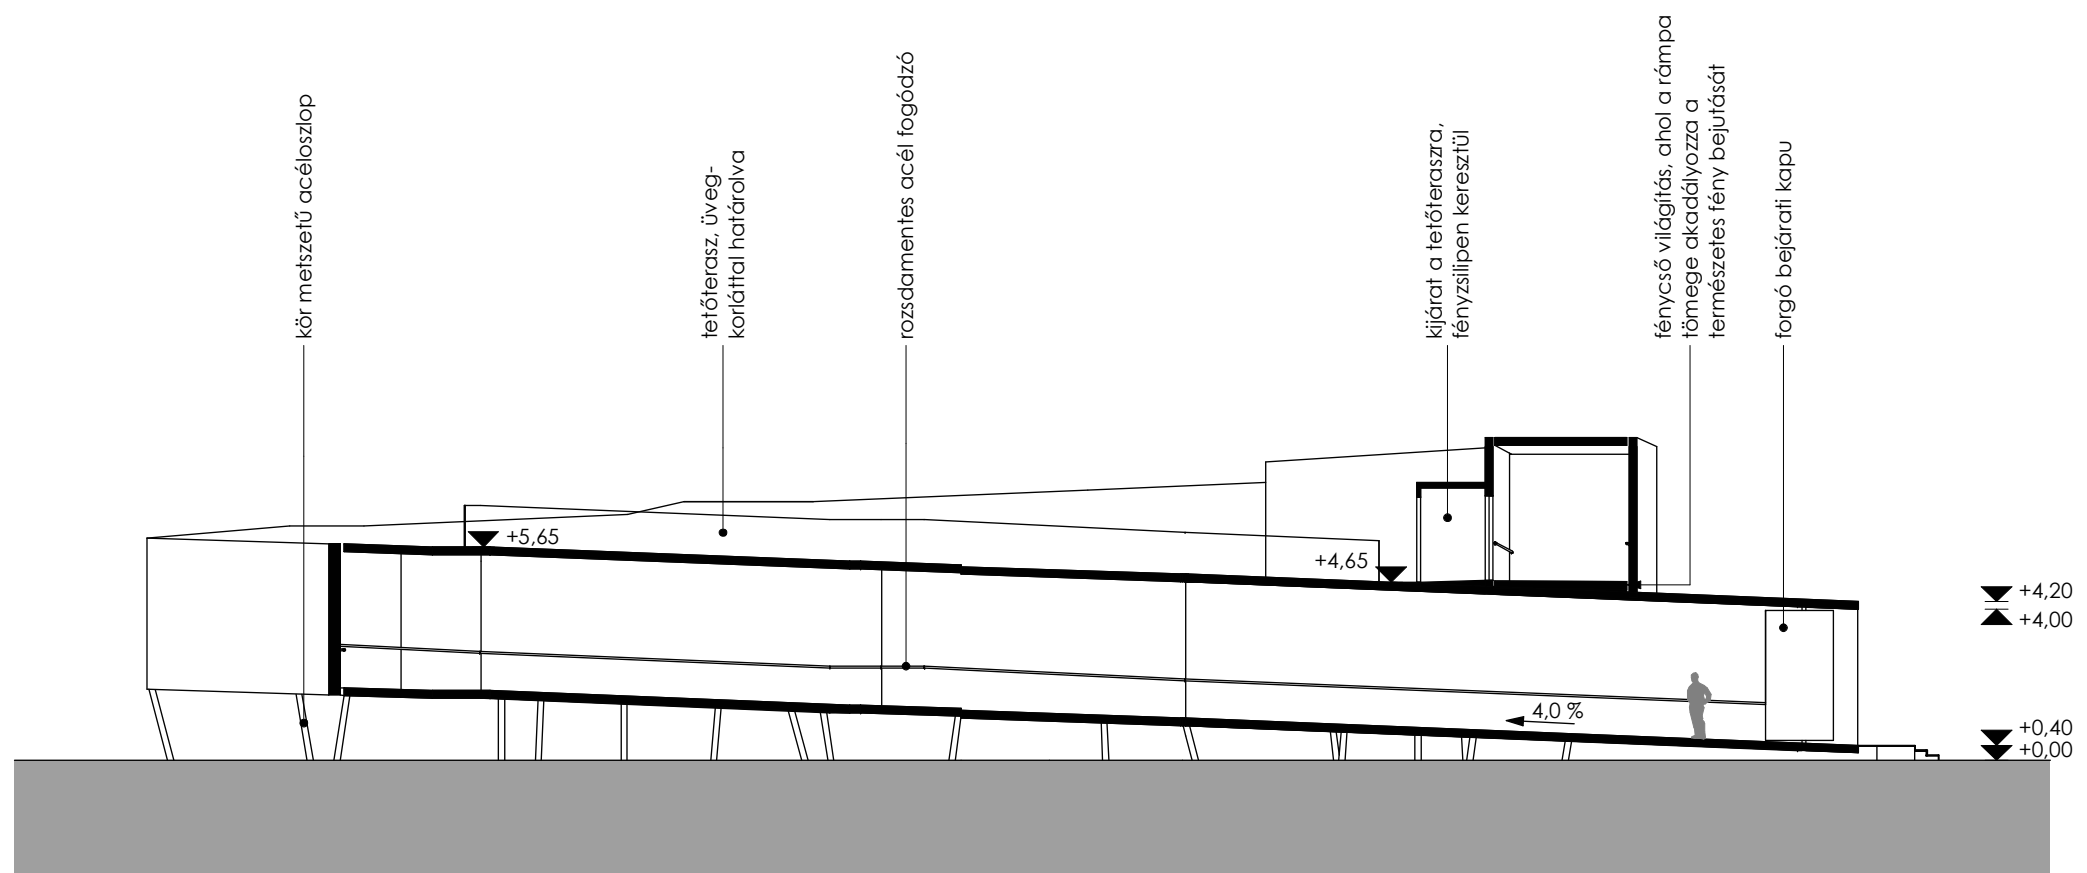 kör metszetű acéloszlop
tetőterasz, üveg-
korláttal határolva
rozsdamentes acél fogódzó
kijárat a tetőteraszra,
fényzsilipen keresztül
fénycső világítás, ahol a rámpa
tömege akadályozza a
természetes fény bejutását
forgó bejárati kapu
+5,65
+4,65
+4,20
+4,00
4,0 %
+0,40
+0,00